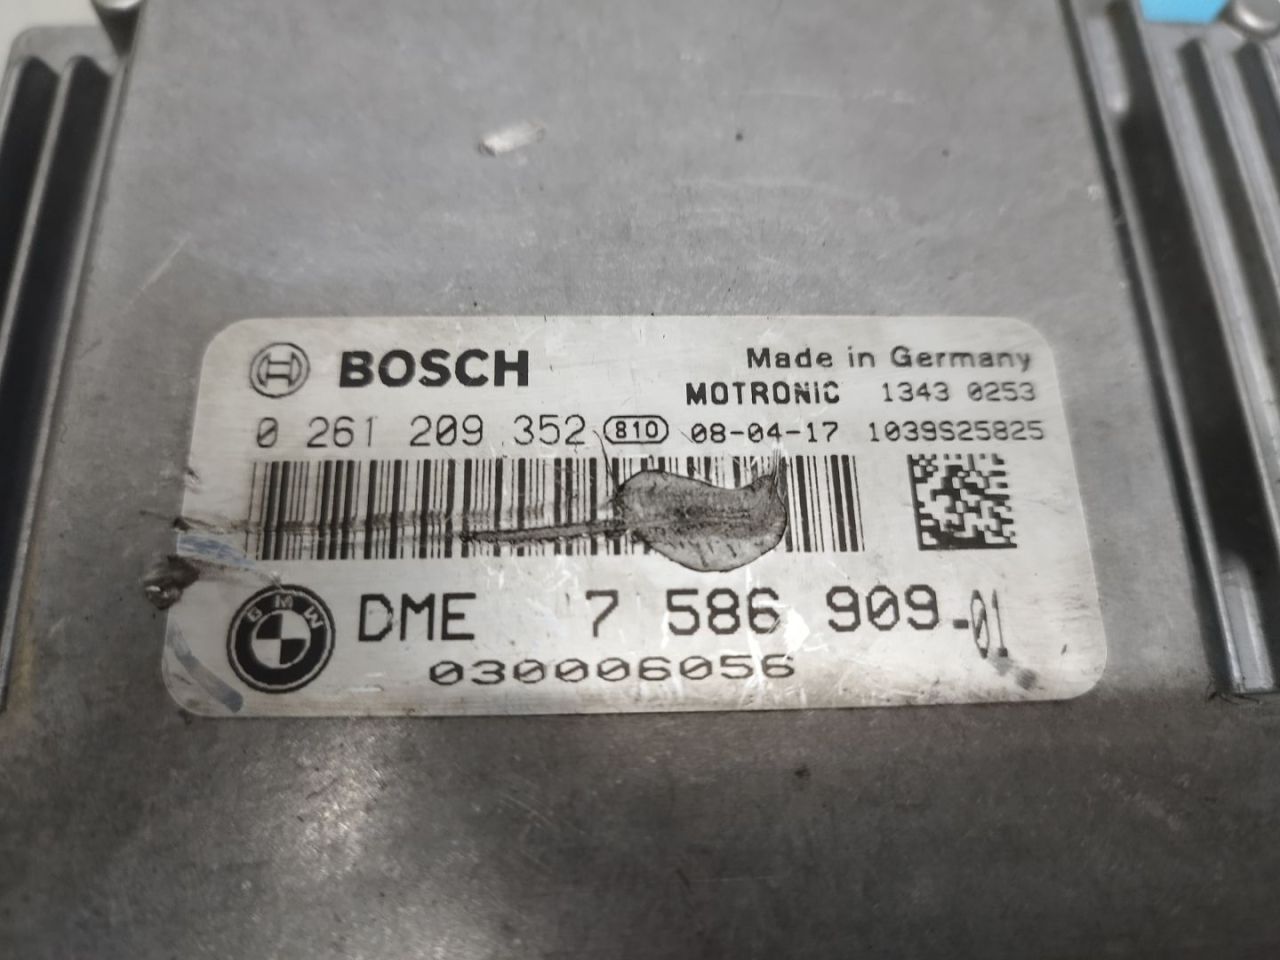 BOSCH
Made in Germany
MOTRONIC 1343 0253
0 261 209 352 810 08-04-17 1039S25825
BMW
DME 7 586 909-01
030006056